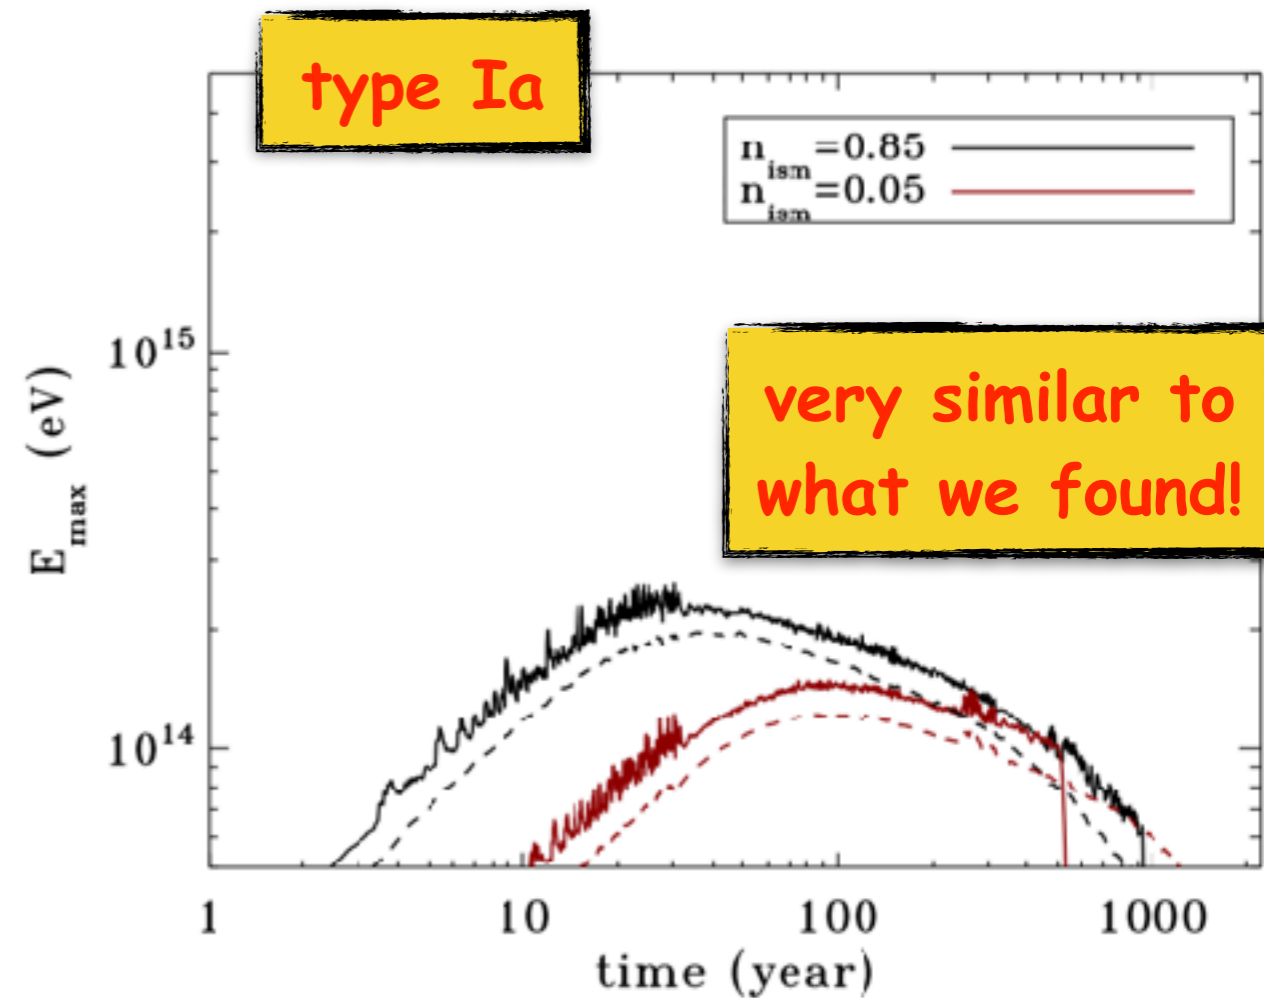 type Ia
n_ism=0.85
n_ism=0.05
very similar to
what we found!
10^15
10^14
E_max (eV)
1
10
100
1000
time (year)